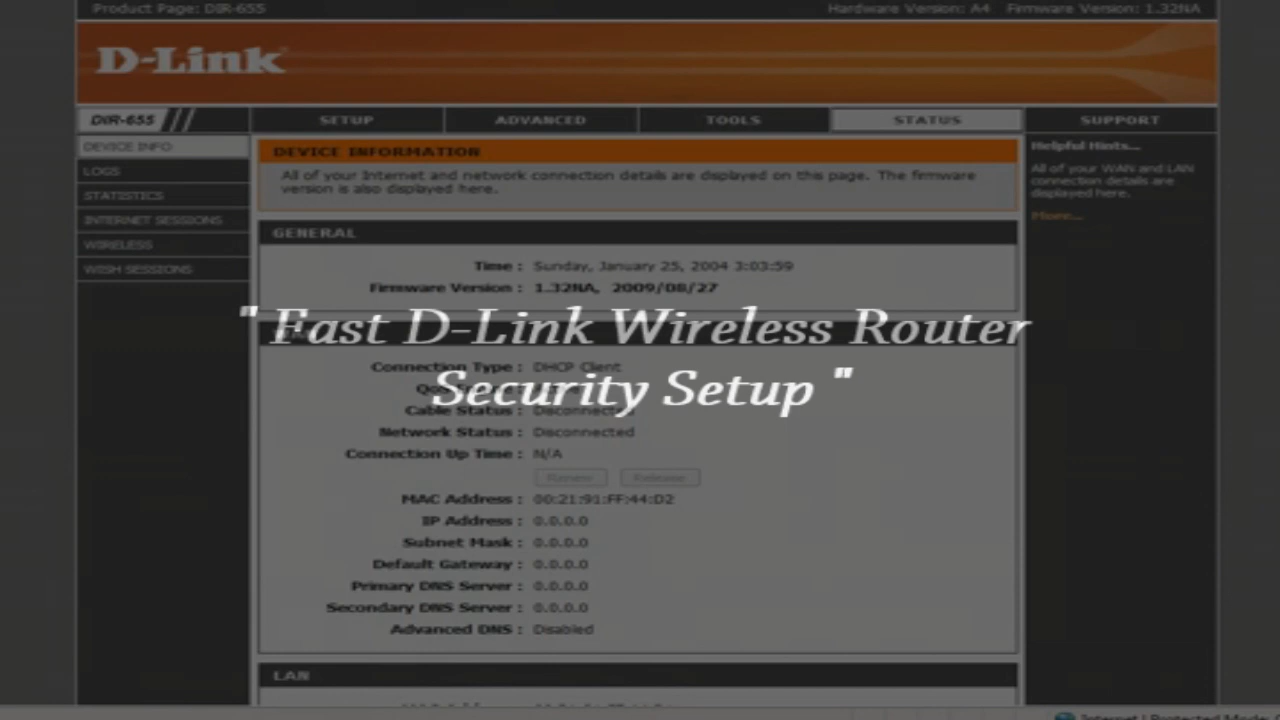 Product Page: DIR-655
Hardware Version: A4 Firmware Version: 1.32NA
D-Link
DIR-655
SETUP
ADVANCED
TOOLS
STATUS
SUPPORT
DEVICE INFO
LOGS
STATISTICS
INTERNET SESSIONS
WIRELESS
WISH SESSIONS
DEVICE INFORMATION
All of your Internet and network connection details are displayed on this page. The firmware
version is also displayed here.
Helpful Hints...
All of your WAN and LAN
connection details are
displayed here.
More...
GENERAL
Time : Sunday, January 25, 2004 3:03:59
Firmware Version : 1.32NA, 2009/08/27
" Fast D-Link Wireless Router
Security Setup "
Connection Type : DHCP Client
Cable Status : Disconnected
Network Status : Disconnected
Connection Up Time : N/A
Renew Release
MAC Address : 00:21:91:FF:44:D2
IP Address : 0.0.0.0
Subnet Mask : 0.0.0.0
Default Gateway : 0.0.0.0
Primary DNS Server : 0.0.0.0
Secondary DNS Server : 0.0.0.0
Advanced DNS : Disabled
LAN
Internet | Protected Mode: